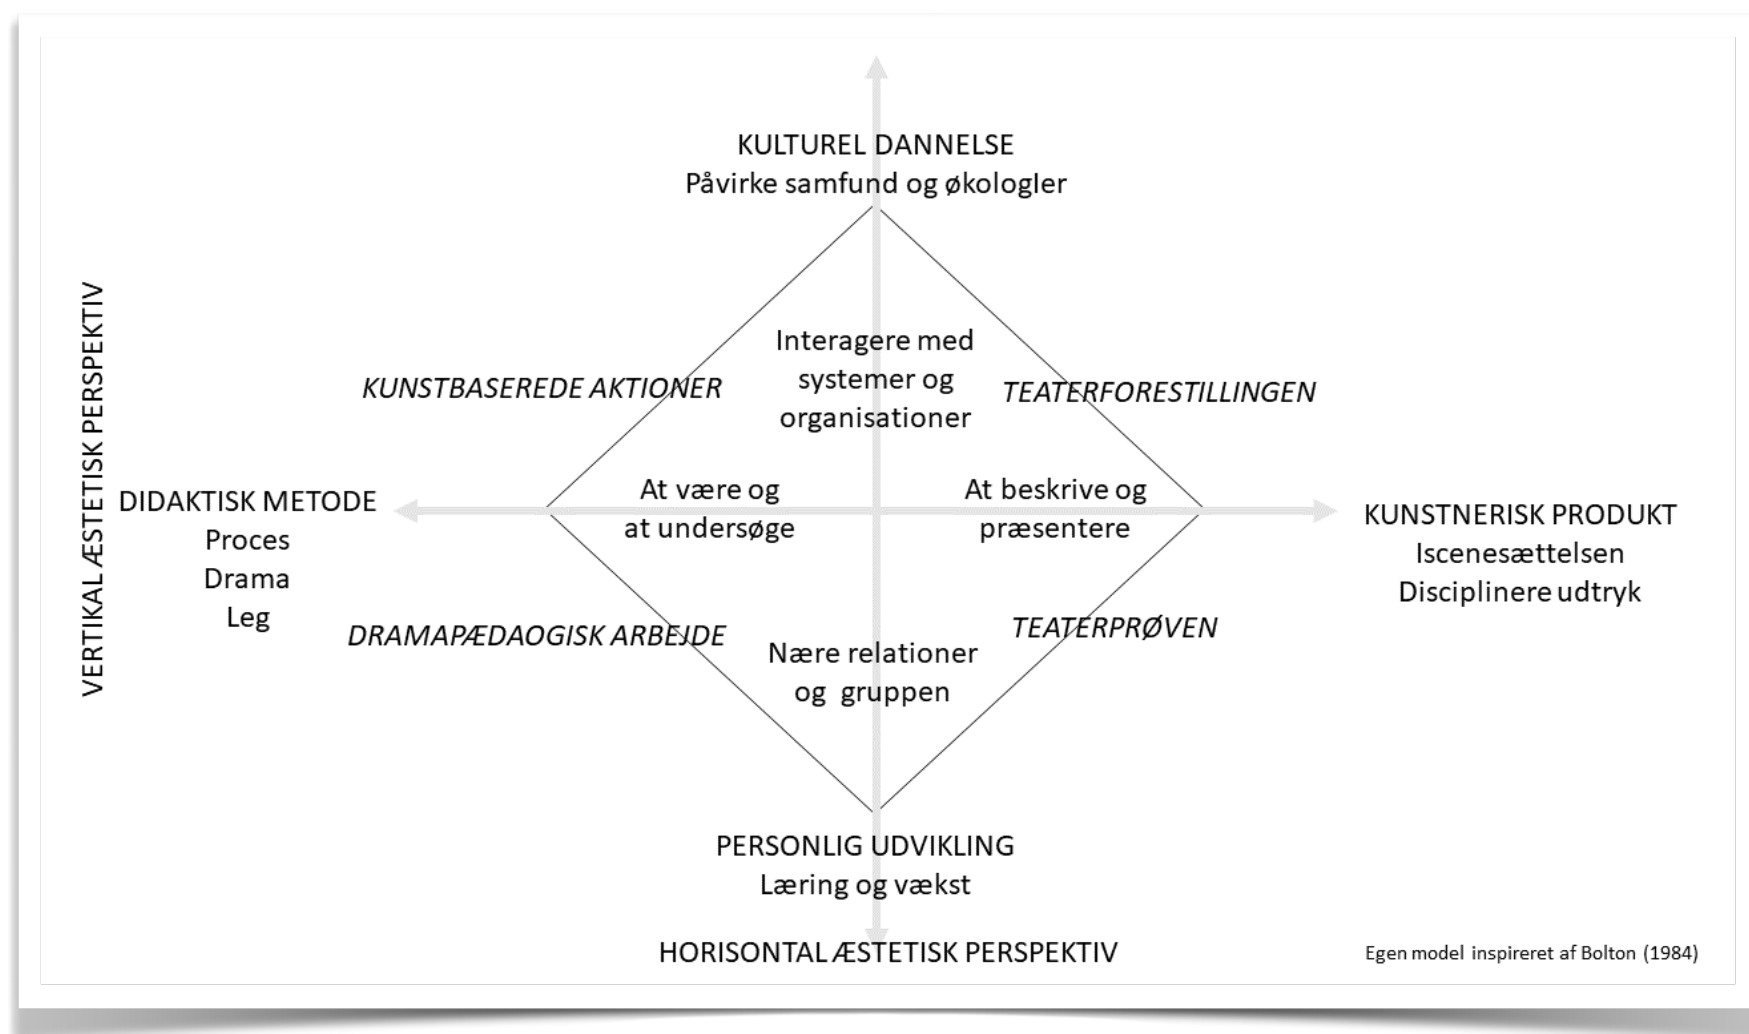 KULTUREL DANNELSE
Påvirke samfund og økologIer
VERTIKAL ÆSTETISK PERSPEKTIV
Interagere med
systemer og
organisationer
KUNSTBASEREDE AKTIONER
TEATERFORESTILLINGEN
DIDAKTISK METODE
Proces
Drama
Leg
At være og
at undersøge
At beskrive og
præsentere
KUNSTNERISK PRODUKT
Iscenesættelsen
Disciplinere udtryk
DRAMAPÆDAOGISK ARBEJDE
TEATERPRØVEN
Nære relationer
og gruppen
PERSONLIG UDVIKLING
Læring og vækst
HORISONTAL ÆSTETISK PERSPEKTIV
Egen model inspireret af Bolton (1984)